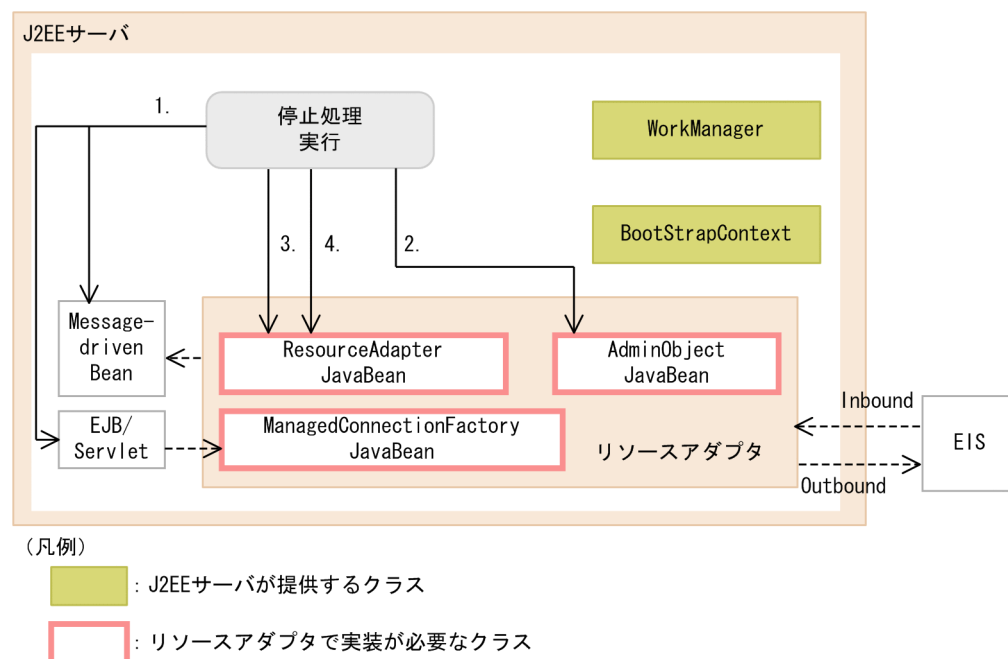 J2EEサーバ
1.
停止処理
実行
WorkManager
BootStrapContext
3.
4.
2.
Message-
driven
Bean
ResourceAdapter
JavaBean
AdminObject
JavaBean
EJB/
Servlet
ManagedConnectionFactory
JavaBean
リソースアダプタ
Inbound
EIS
Outbound
(凡例)
: J2EEサーバが提供するクラス
: リソースアダプタで実装が必要なクラス